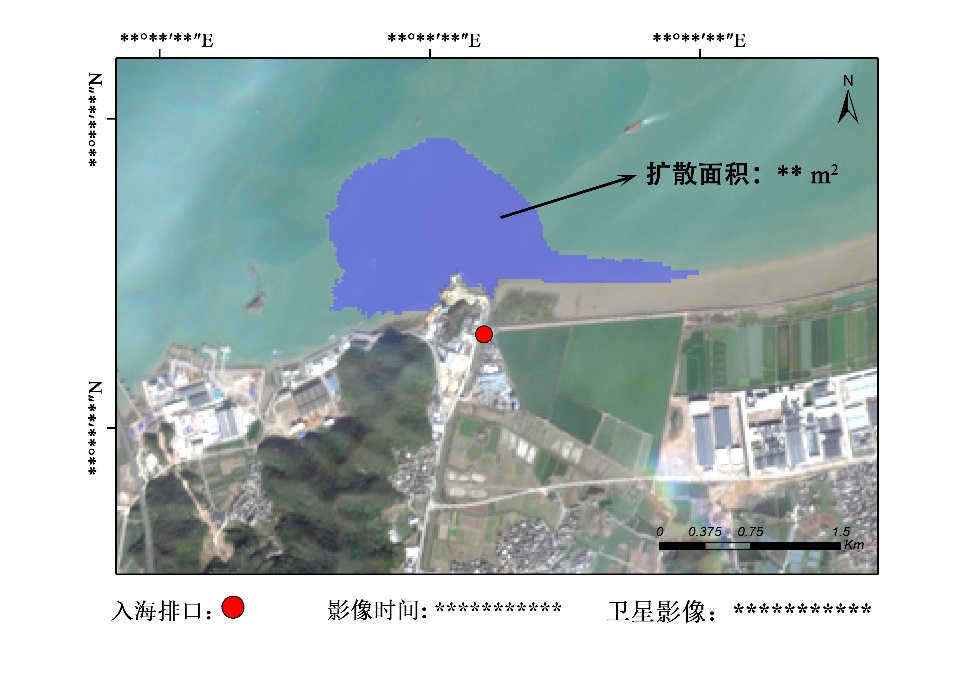 **°**′**″E **°**′**″E **°**′**″E
**°**′**″N
N
扩散面积：** m²
**°**′**″N
0 0.375 0.75 1.5
Km
入海排口： 影像时间：*********** 卫星影像：***********